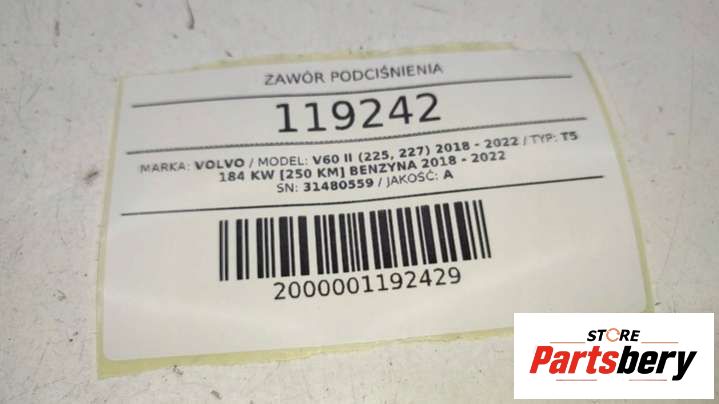 ZAWÓR PODCIŚNIENIA
119242
MARKA: VOLVO / MODEL: V60 II (225, 227) 2018 - 2022 / TYP: T5
184 KW [250 KM] BENZYNA 2018 - 2022
SN: 31480559 / JAKOŚĆ: A
2000001192429
STORE
Partsbery